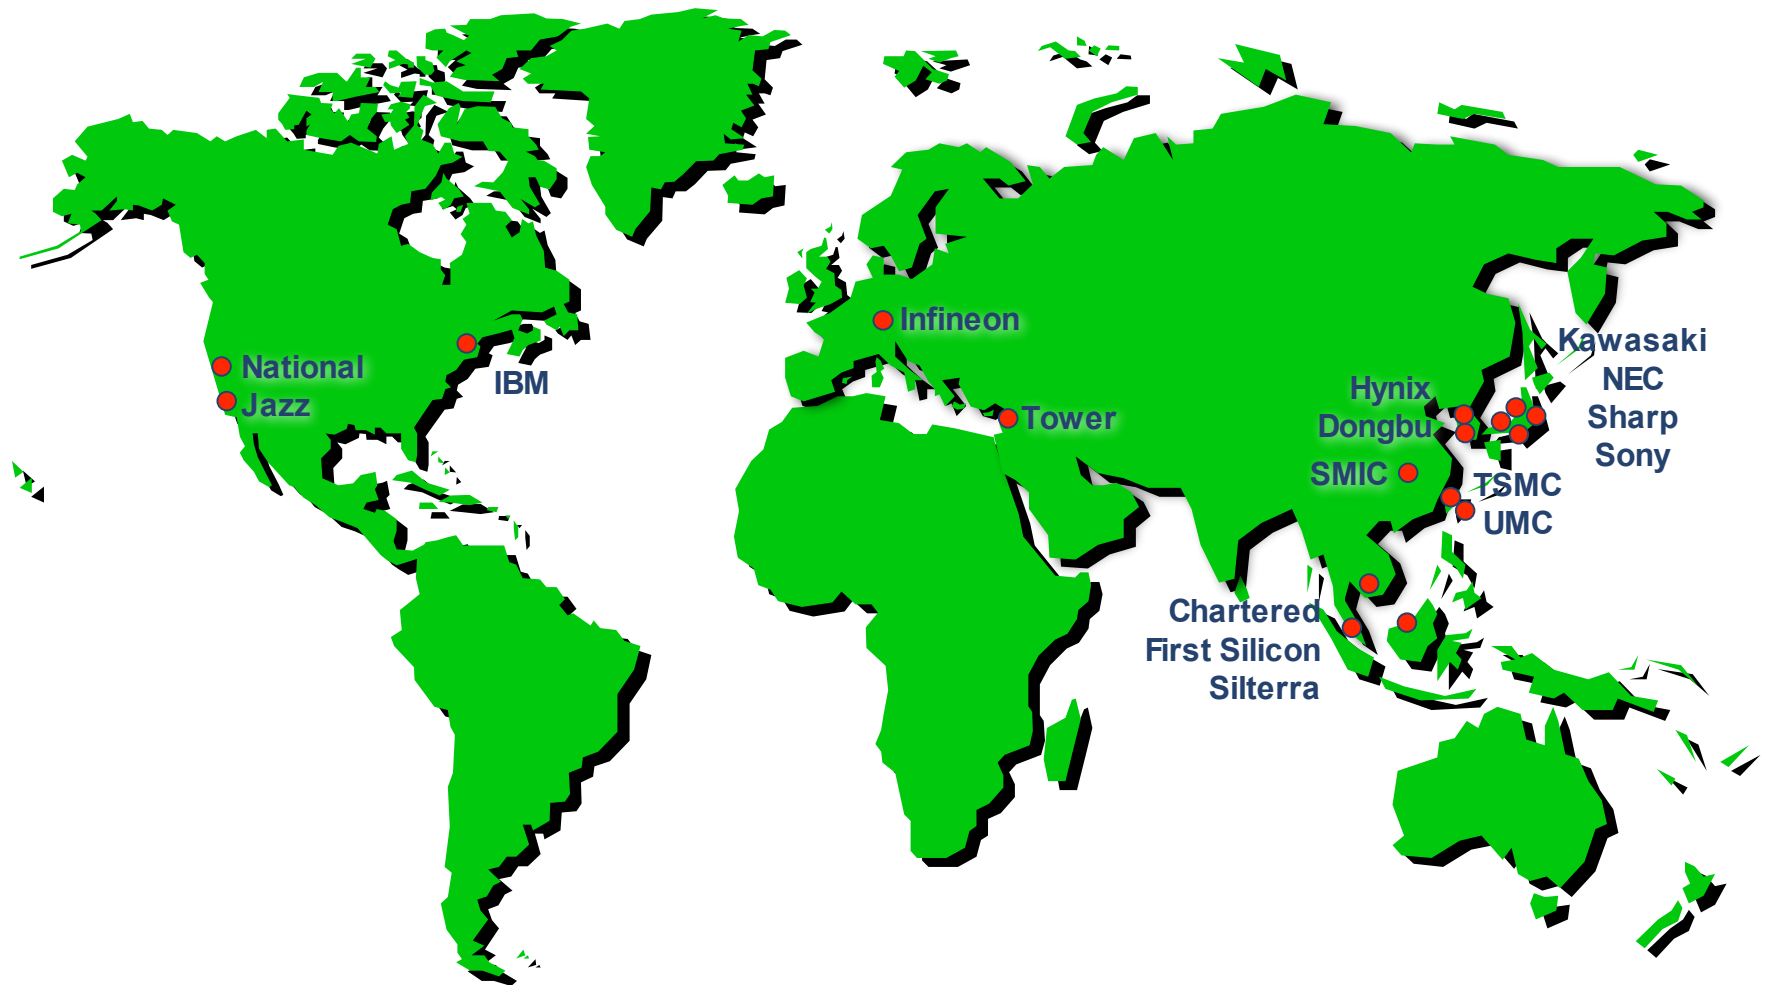 National
Jazz
IBM
Infineon
Tower
Kawasaki
NEC
Sharp
Sony
Hynix
Dongbu
SMIC
TSMC
UMC
Chartered
First Silicon
Silterra